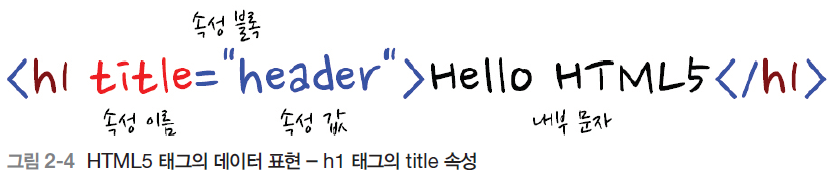 속성 블록
<h1 title="header">Hello HTML5</h1>
속성 이름 속성 값 내부 문자
그림 2-4 HTML5 태그의 데이터 표현 – h1 태그의 title 속성